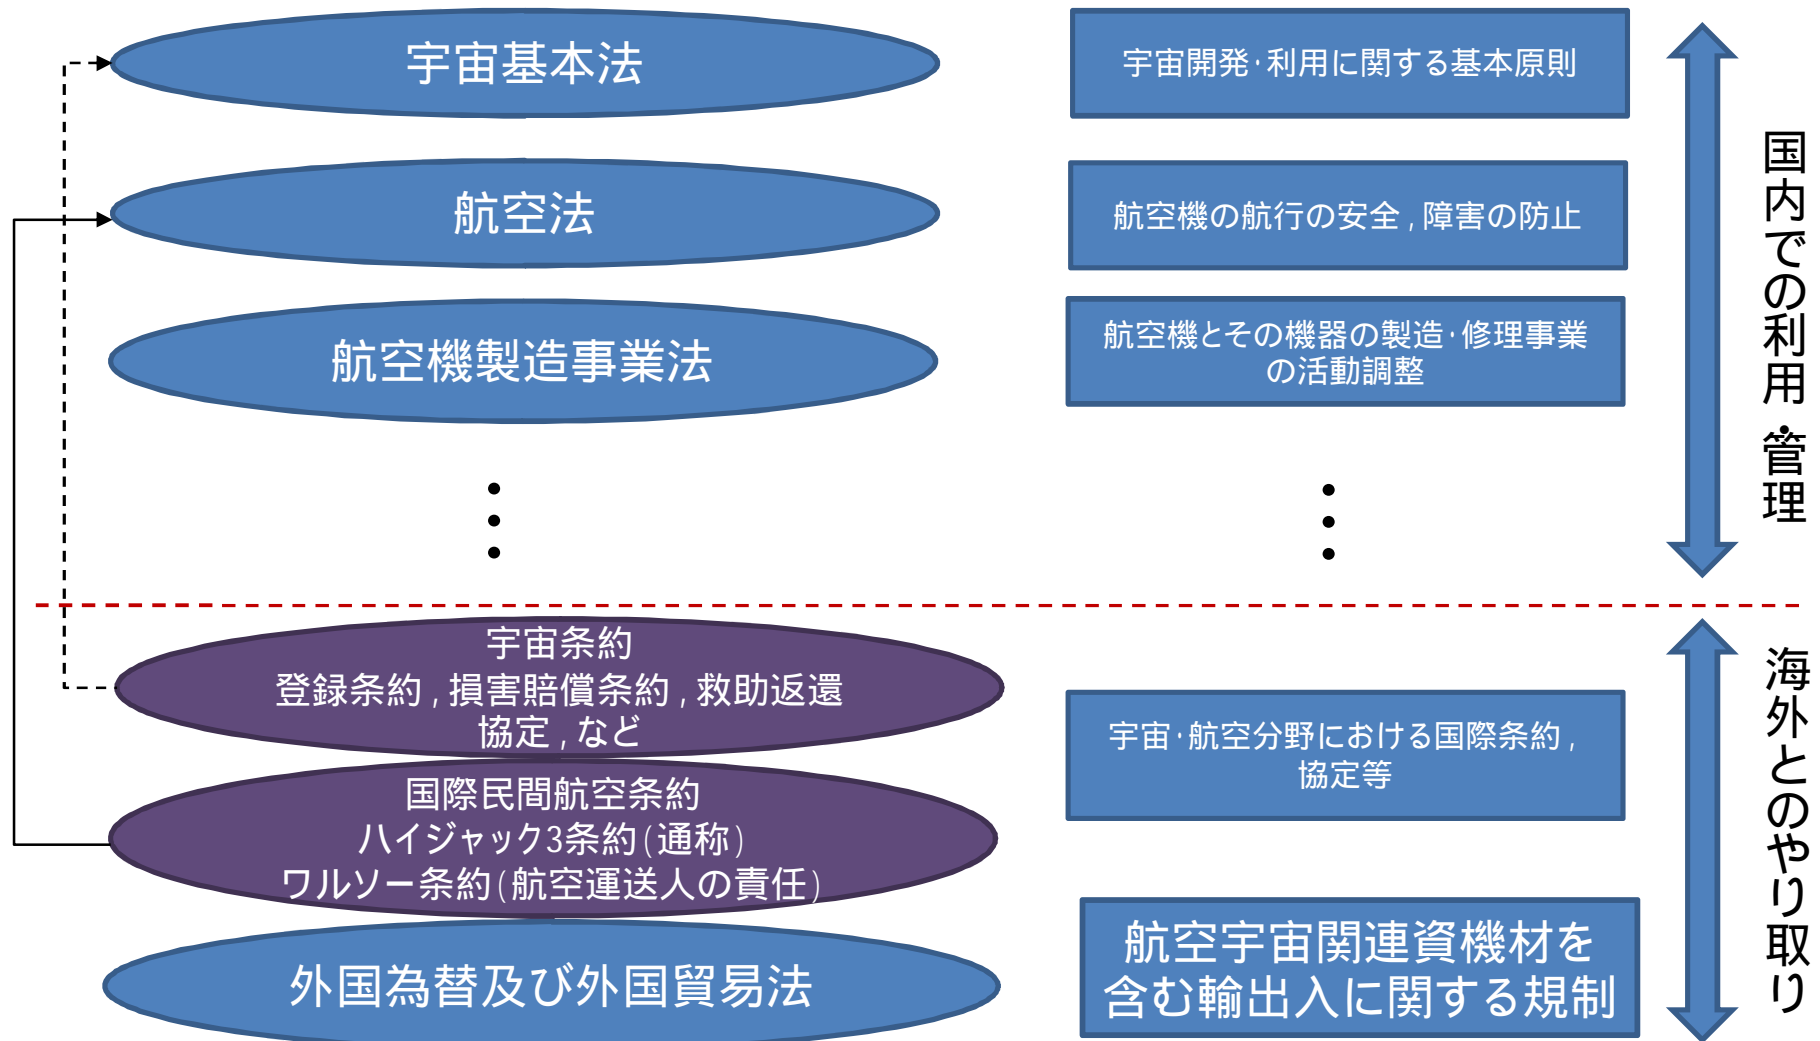 宇宙基本法
宇宙開発・利用に関する基本原則
航空法
航空機の航行の安全,障害の防止
航空機製造事業法
航空機とその機器の製造・修理事業
の活動調整
国内での利用・管理
宇宙条約
登録条約,損害賠償条約,救助返還
協定,など
宇宙・航空分野における国際条約,
協定等
国際民間航空条約
ハイジャック3条約(通称)
ワルソー条約(航空運送人の責任)
外国為替及び外国貿易法
航空宇宙関連資機材を
含む輸出入に関する規制
海外とのやり取り